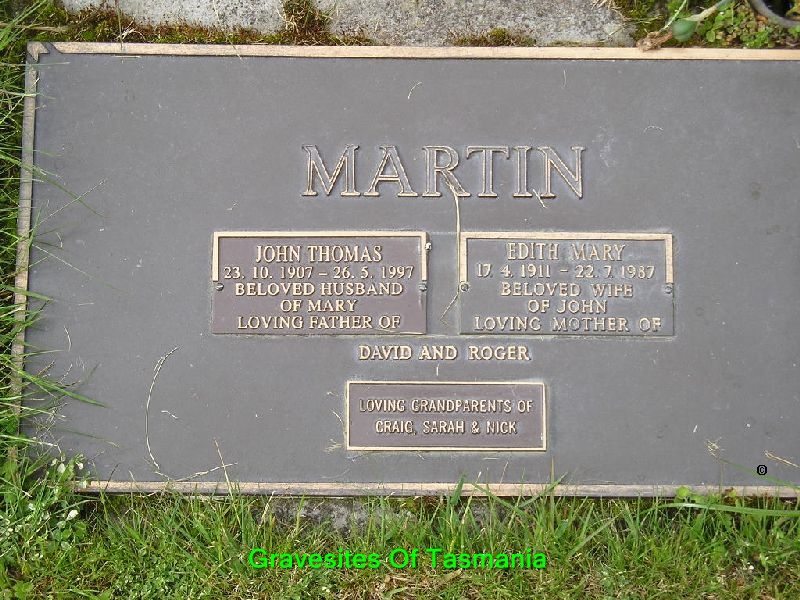 MARTIN
JOHN THOMAS
23. 10. 1907 – 26. 5. 1997
BELOVED HUSBAND
OF MARY
LOVING FATHER OF
EDITH MARY
17. 4. 1911 – 22. 7. 1987
BELOVED WIFE
OF JOHN
LOVING MOTHER OF
DAVID AND ROGER
LOVING GRANDPARENTS OF
CRAIG, SARAH & NICK
©
Gravesites Of Tasmania